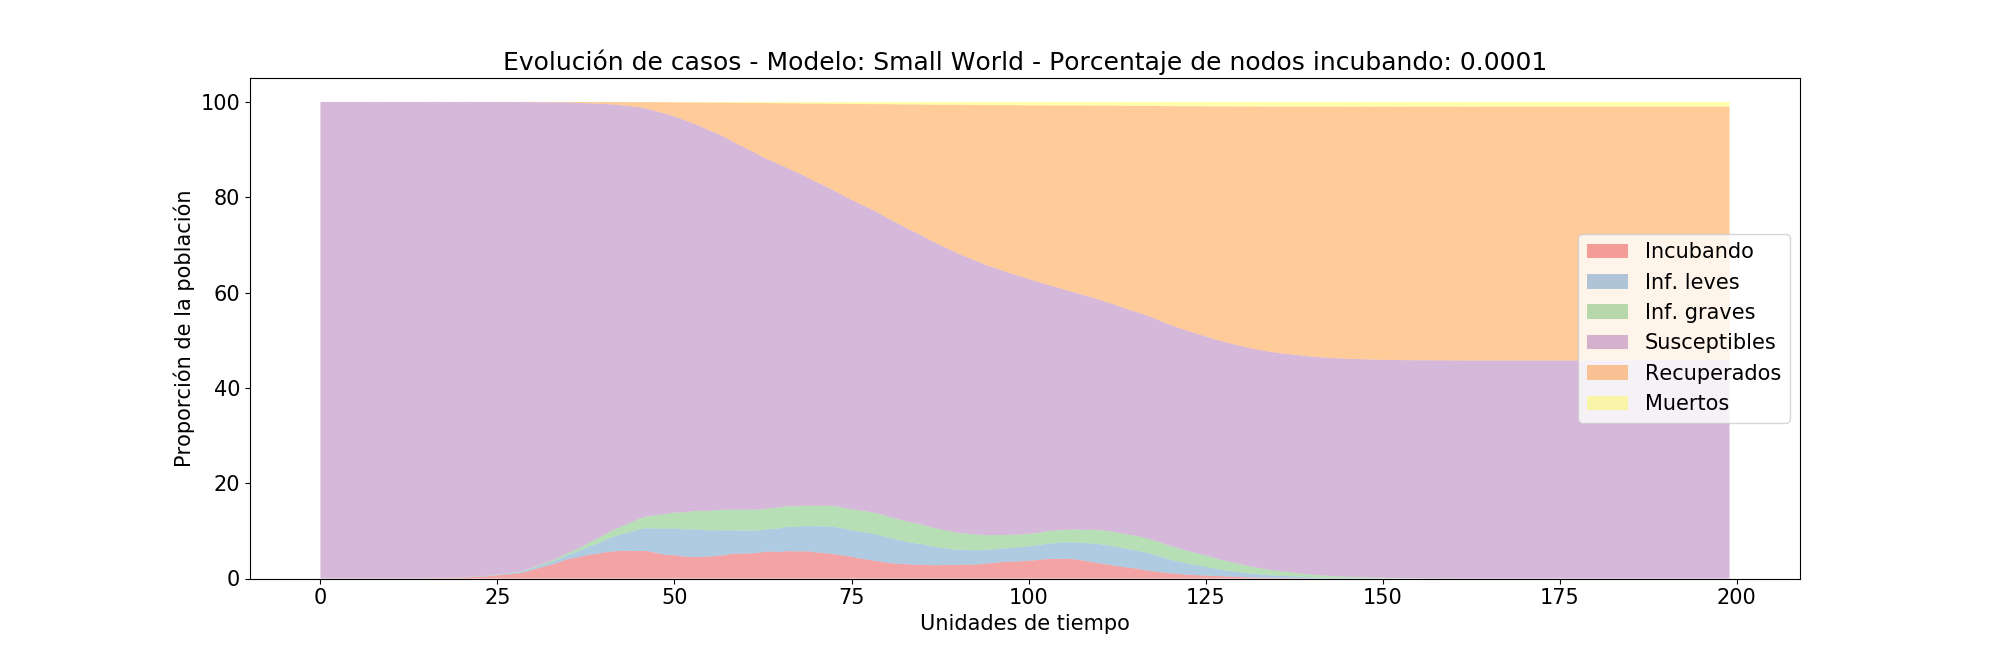 Evolución de casos - Modelo: Small World - Porcentaje de nodos incubando: 0.0001
Proporción de la población
100
80
60
40
20
0
Incubando
Inf. leves
Inf. graves
Susceptibles
Recuperados
Muertos
0 25 50 75 100 125 150 175 200
Unidades de tiempo